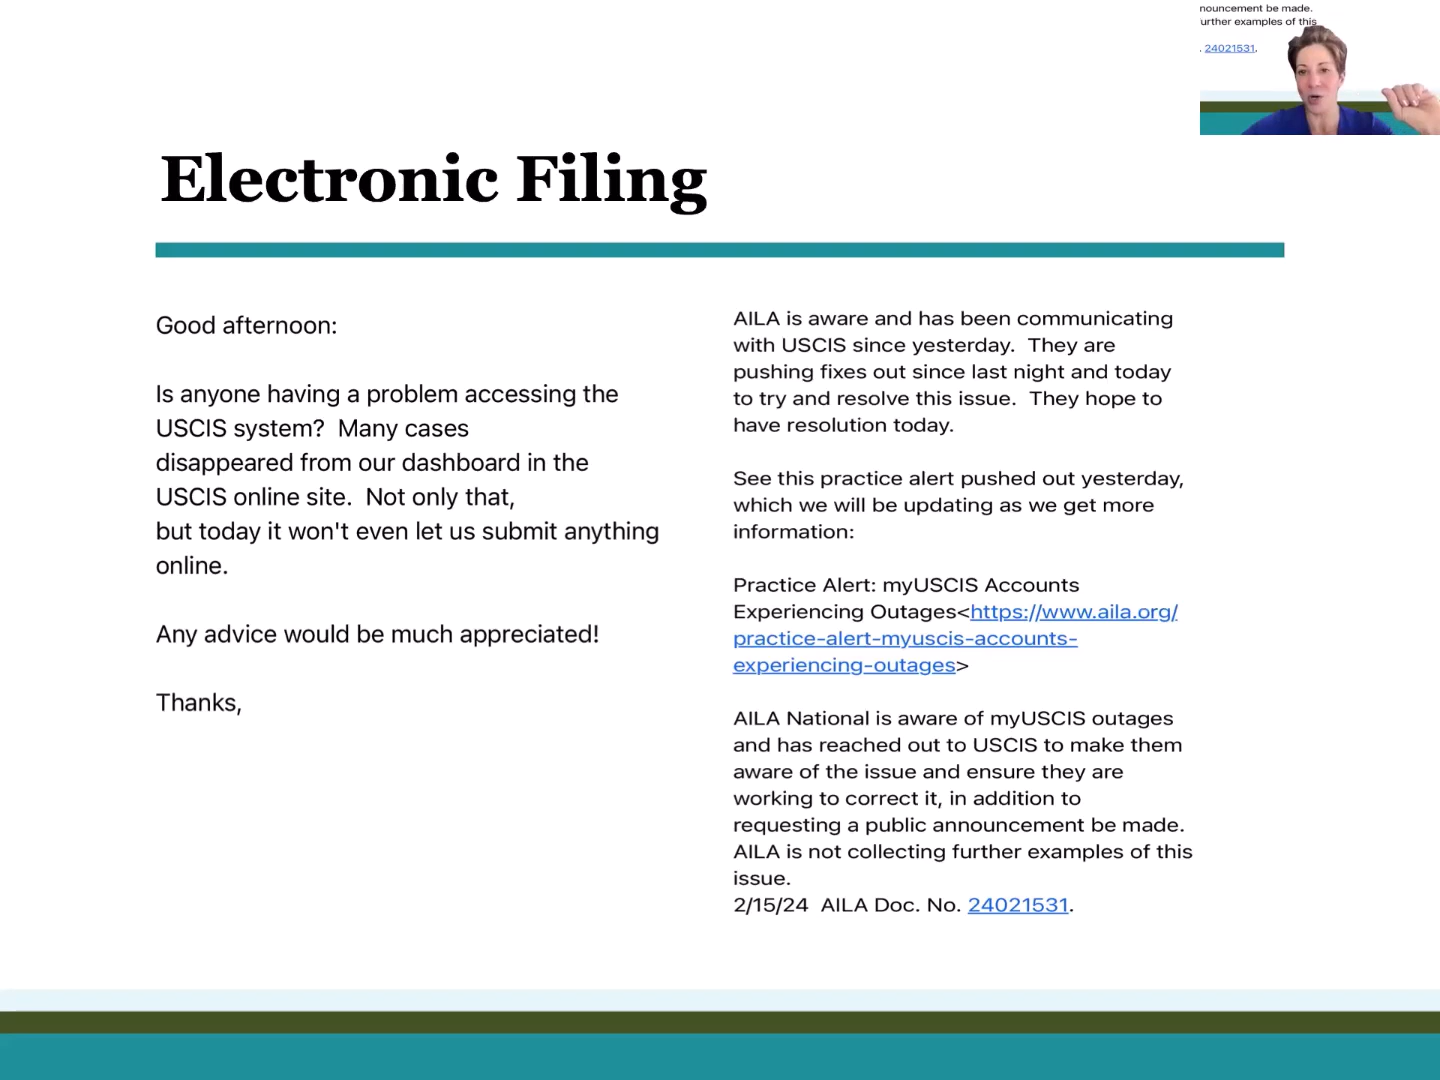 nouncement be made.
urther examples of this
. 24021531.
Electronic Filing
Good afternoon:
Is anyone having a problem accessing the
USCIS system?  Many cases
disappeared from our dashboard in the
USCIS online site.  Not only that,
but today it won't even let us submit anything
online.
Any advice would be much appreciated!
Thanks,
AILA is aware and has been communicating
with USCIS since yesterday.  They are
pushing fixes out since last night and today
to try and resolve this issue.  They hope to
have resolution today.
See this practice alert pushed out yesterday,
which we will be updating as we get more
information:
Practice Alert: myUSCIS Accounts
Experiencing Outages<https://www.aila.org/
practice-alert-myuscis-accounts-
experiencing-outages>
AILA National is aware of myUSCIS outages
and has reached out to USCIS to make them
aware of the issue and ensure they are
working to correct it, in addition to
requesting a public announcement be made.
AILA is not collecting further examples of this
issue.
2/15/24  AILA Doc. No. 24021531.